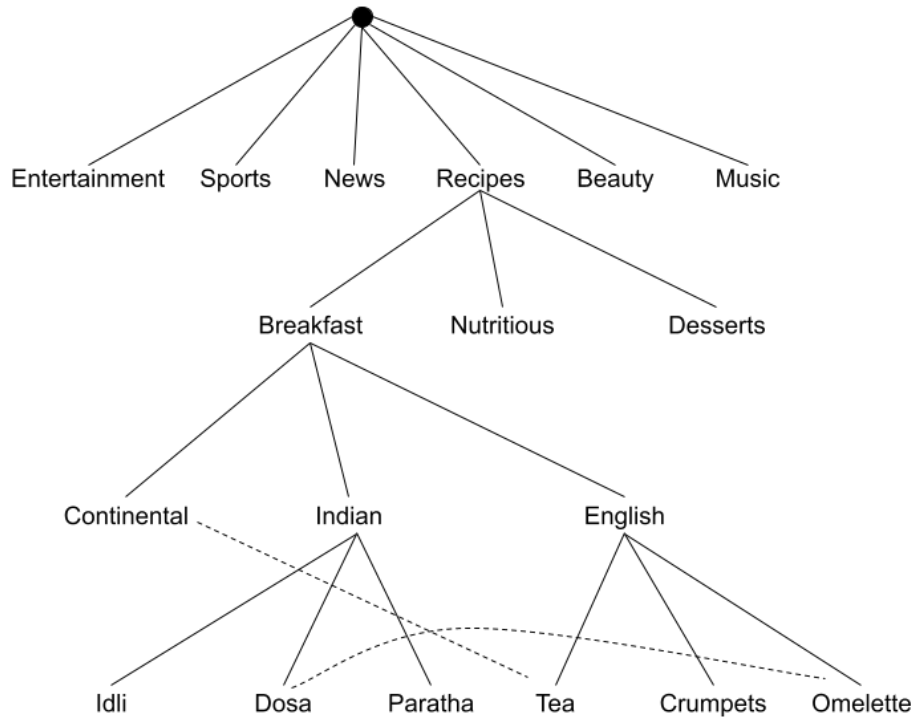 Entertainment Sports News Recipes Beauty Music
Breakfast Nutritious Desserts
Continental Indian English
Idli Dosa Paratha Tea Crumpets Omelette